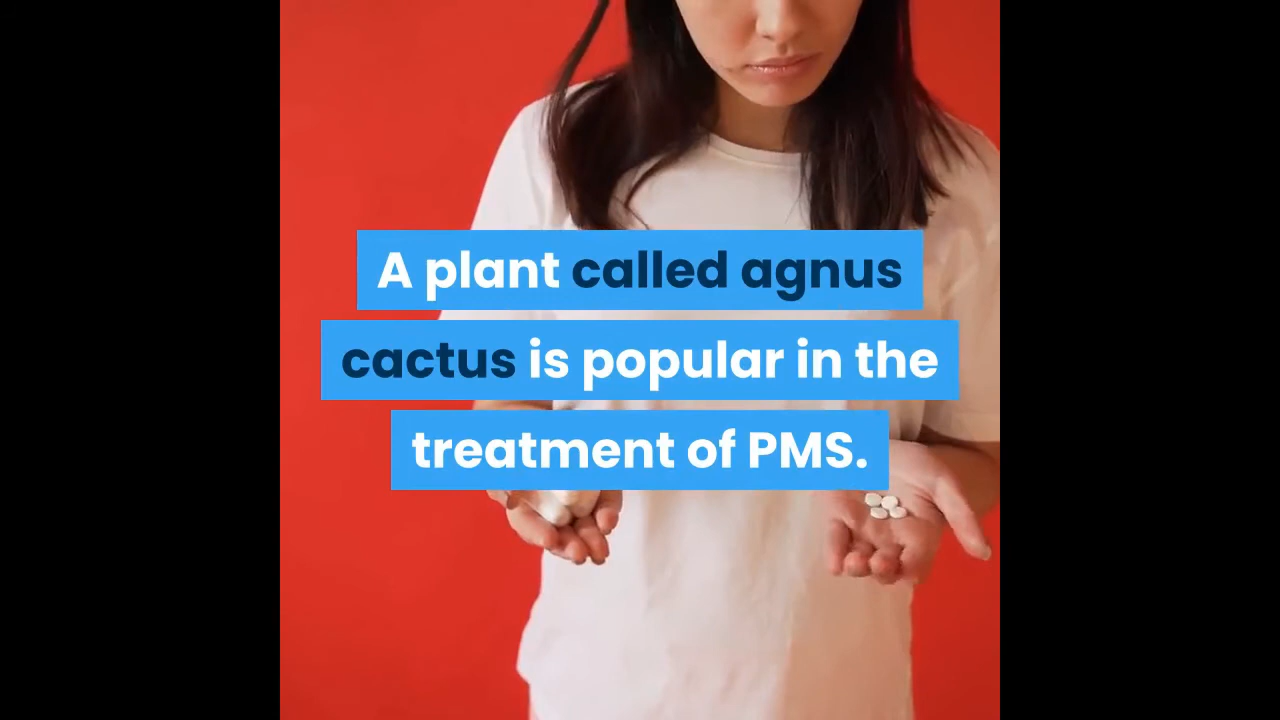 A plant called agnus
cactus is popular in the
treatment of PMS.